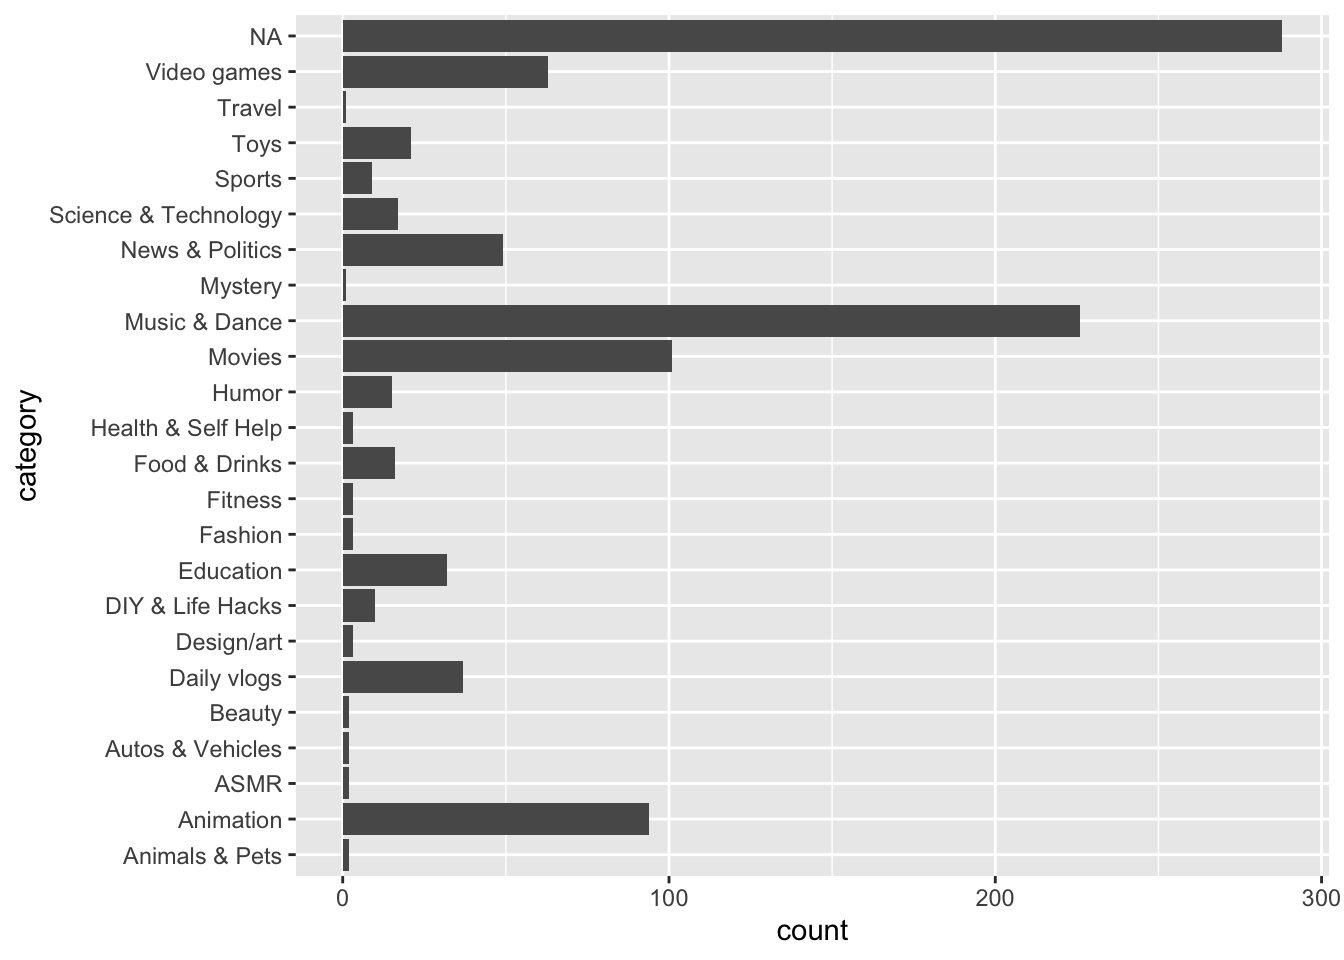 NA
Video games
Travel
Toys
Sports
Science & Technology
News & Politics
Mystery
Music & Dance
Movies
Humor
Health & Self Help
Food & Drinks
Fitness
Fashion
Education
DIY & Life Hacks
Design/art
Daily vlogs
Beauty
Autos & Vehicles
ASMR
Animation
Animals & Pets
category
0 100 200 300
count